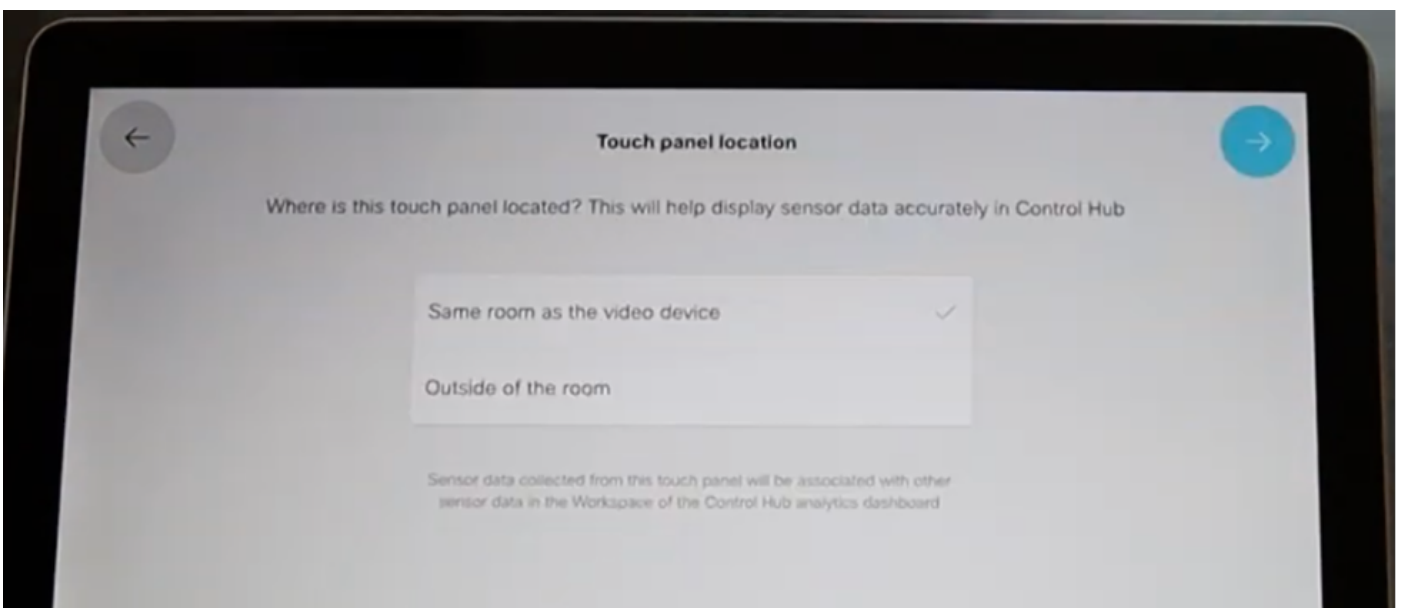 Touch panel location
Where is this touch panel located? This will help display sensor data accurately in Control Hub
Same room as the video device
Outside of the room
Sensor data collected from this touch panel will be associated with other
sensor data in the Workspace of the Control Hub analytics dashboard